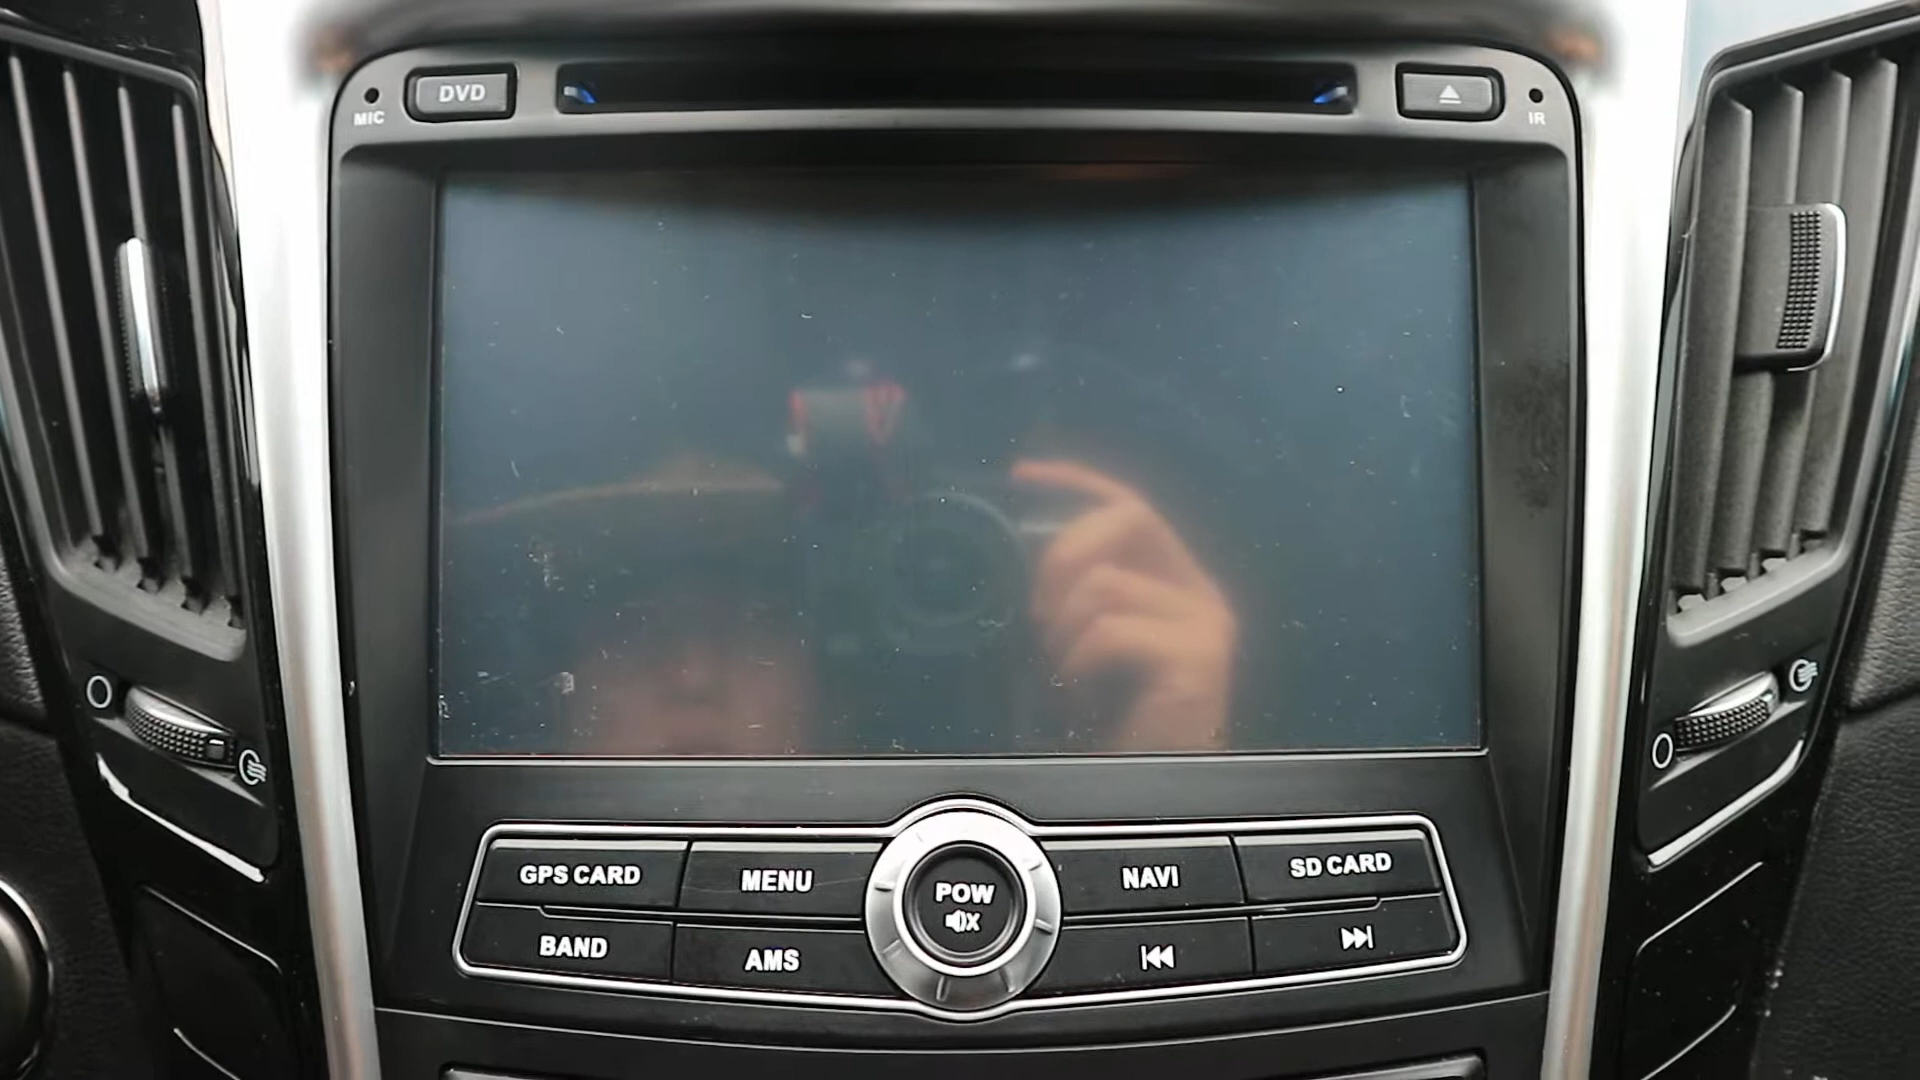 DVD
MIC
IR
GPS CARD
MENU
POW
NAVI
SD CARD
BAND
AMS